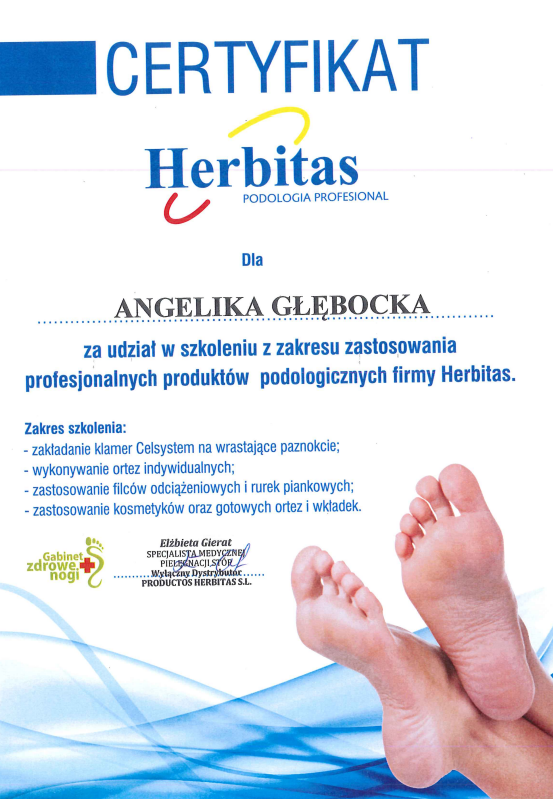 CERTYFIKAT
Herbitas
PODOLOGIA PROFESIONAL
Dla
ANGELIKA GŁĘBOCKA
za udział w szkoleniu z zakresu zastosowania
profesjonalnych produktów podologicznych firmy Herbitas.
Zakres szkolenia:
- zakładanie klamer Celsystem na wrastające paznokcie;
- wykonywanie ortez indywidualnych;
- zastosowanie filców odciążeniowych i rurek piankowych;
- zastosowanie kosmetyków oraz gotowych ortez i wkładek.
Gabinet
zdrowe
nogi
Elżbieta Gierat
SPECJALISTA MEDYCZNEJ
PIELĘGNACJI STÓP
Wyłączny Dystrybutor
PRODUCTOS HERBITAS S.L.